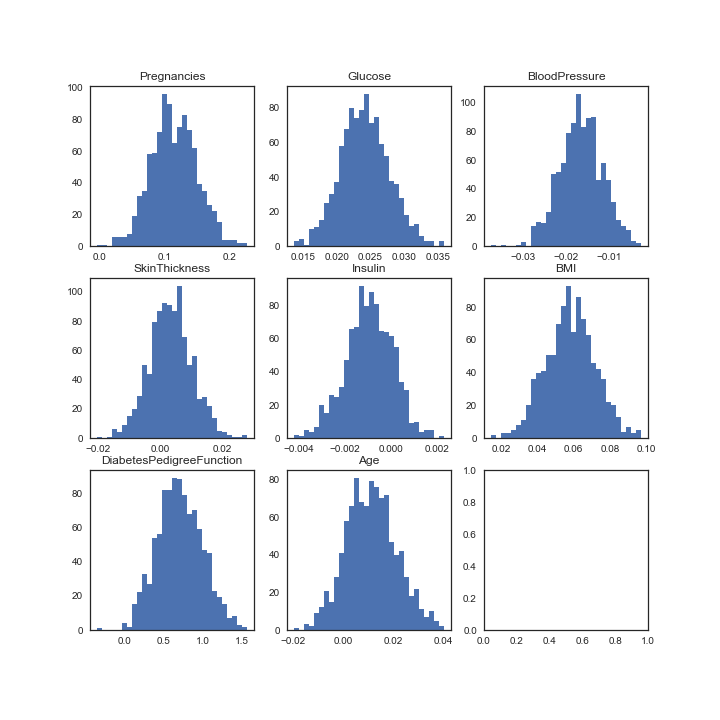 Pregnancies
100
80
60
40
20
0
0.0 0.1 0.2
Glucose
80
60
40
20
0
0.015 0.020 0.025 0.030 0.035
BloodPressure
100
80
60
40
20
0
−0.03 −0.02 −0.01
SkinThickness
100
80
60
40
20
0
−0.02 0.00 0.02
Insulin
80
60
40
20
0
−0.004 −0.002 0.000 0.002
BMI
80
60
40
20
0
0.02 0.04 0.06 0.08 0.10
DiabetesPedigreeFunction
80
60
40
20
0
0.0 0.5 1.0 1.5
Age
80
60
40
20
0
−0.02 0.00 0.02 0.04
1.0
0.8
0.6
0.4
0.2
0.0
0.0 0.2 0.4 0.6 0.8 1.0